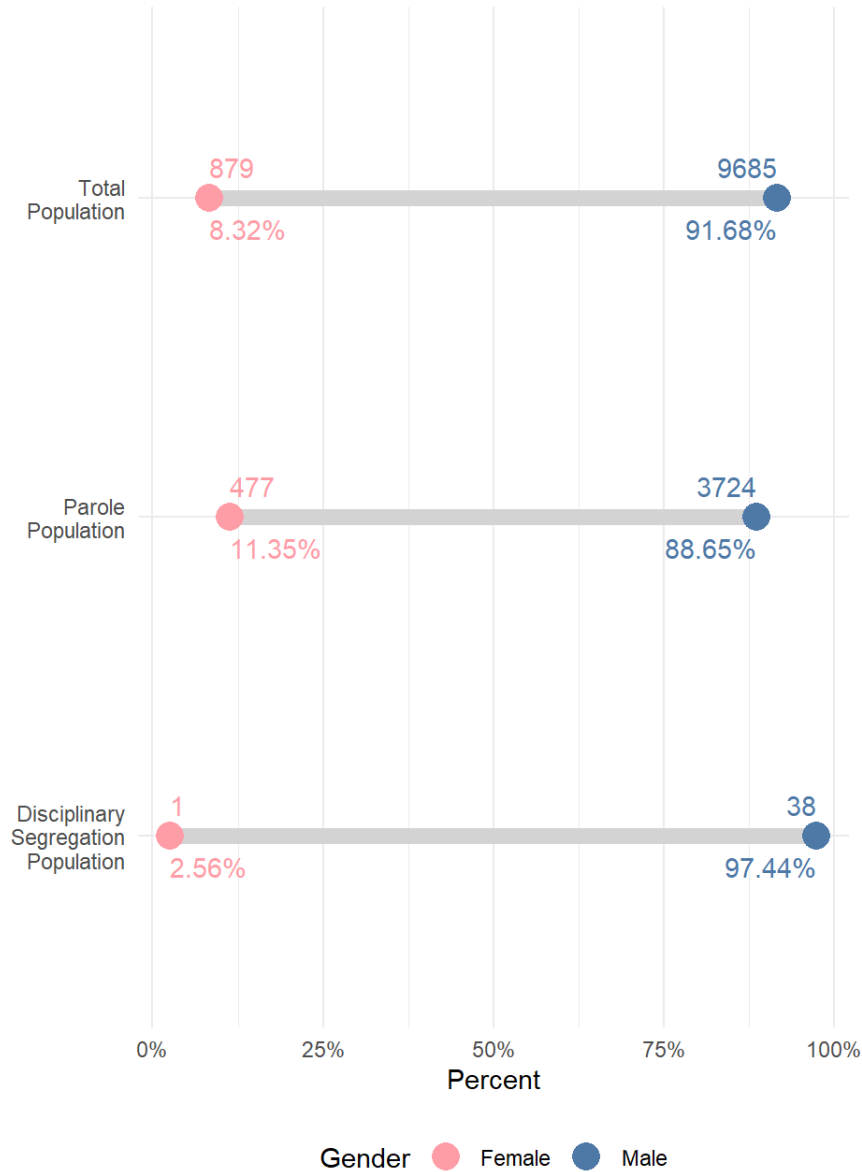 879
9685
Total
Population
8.32%
91.68%
477
3724
Parole
Population
11.35%
88.65%
1
38
Disciplinary
Segregation
Population
2.56%
97.44%
0%
25%
50%
75%
100%
Percent
Gender
Female
Male